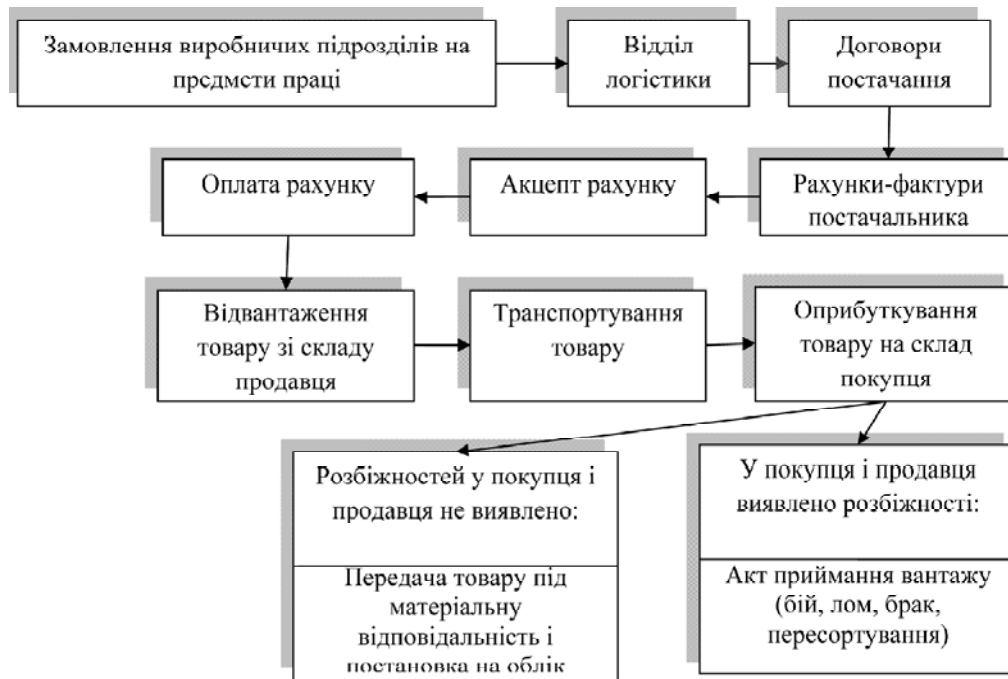 Замовлення виробничих підрозділів на
предмети праці
Відділ
логістики
Договори
постачання
Оплата рахунку
Акцепт рахунку
Рахунки-фактури
постачальника
Відвантаження
товару зі складу
продавця
Транспортування
товару
Оприбуткування
товару на склад
покупця
Розбіжностей у покупця і
продавця не виявлено:
Передача товару під
матеріальну
відповідальність і
постановка на облік
У покупця і продавця
виявлено розбіжності:
Акт приймання вантажу
(бій, лом, брак,
пересортування)